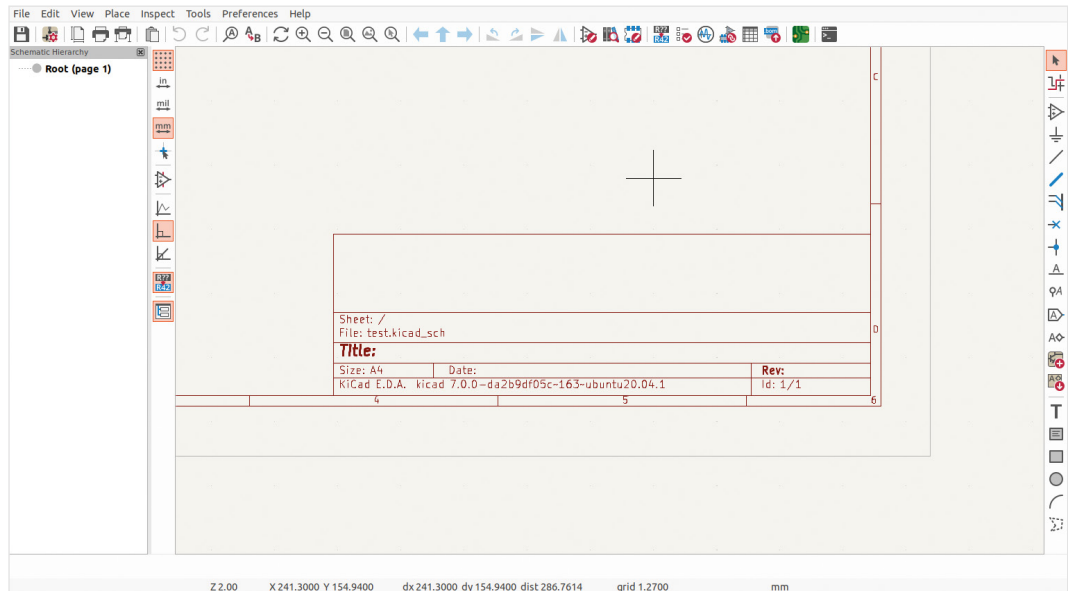 File Edit View Place Inspect Tools Preferences Help
Schematic Hierarchy
Root (page 1)
in
mil
mm
R??
R42
C
Sheet: /
File: test.kicad_sch
Title:
Size: A4 Date: Rev:
KiCad E.D.A. kicad 7.0.0-da2b9df05c-163~ubuntu20.04.1 Id: 1/1
D
4 5 6
Z 2.00 X 241.3000 Y 154.9400 dx 241.3000 dy 154.9400 dist 286.7614 grid 1.2700 mm